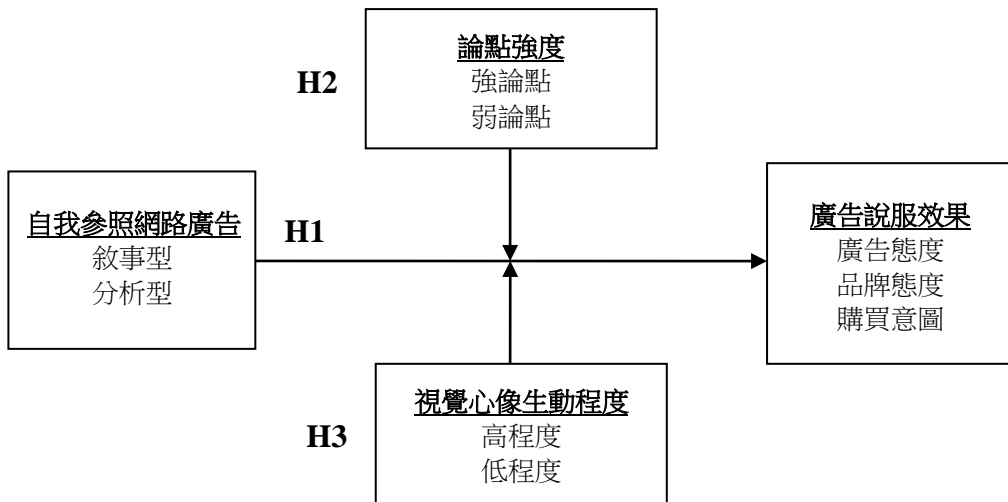 論點強度
強論點
弱論點
H2
自我參照網路廣告
敘事型
分析型
H1
廣告說服效果
廣告態度
品牌態度
購買意圖
視覺心像生動程度
高程度
低程度
H3